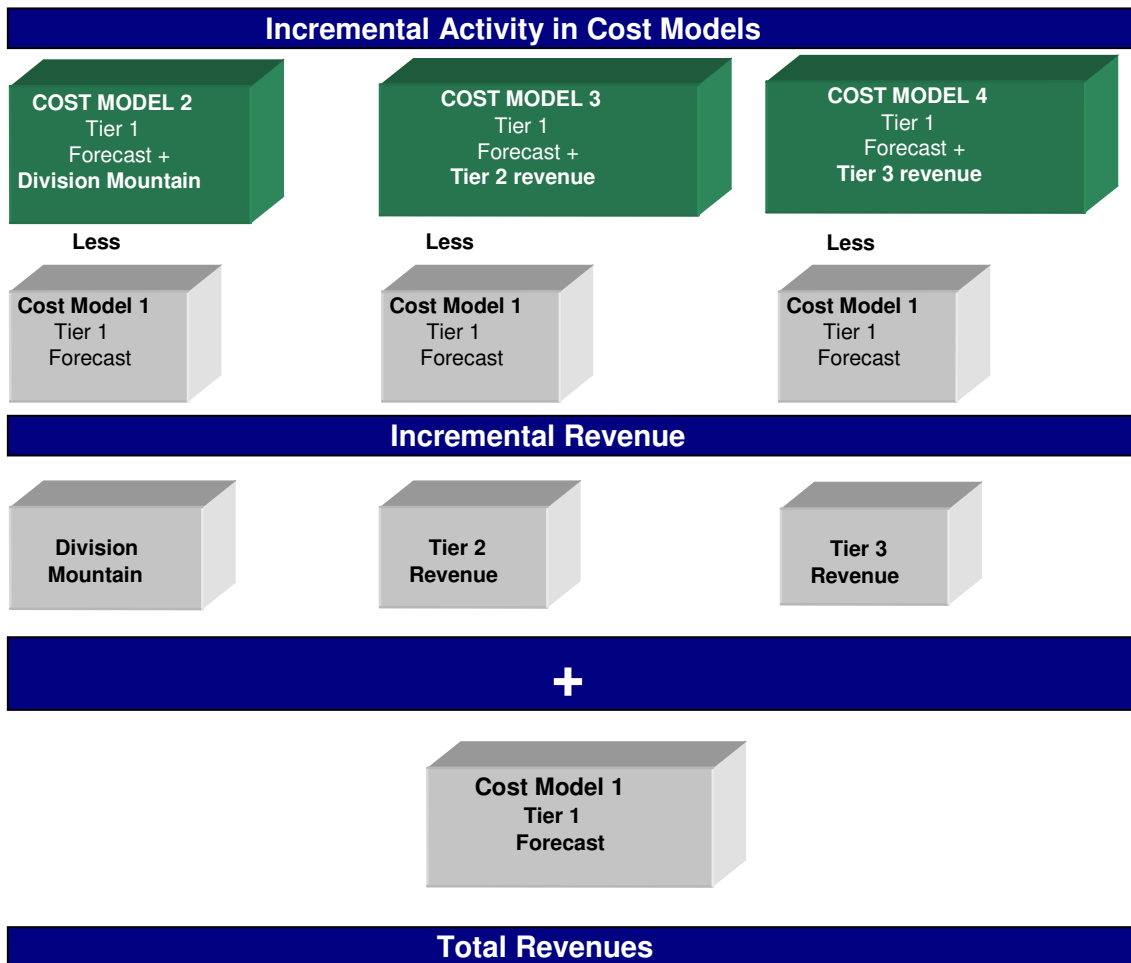 Incremental Activity in Cost Models
COST MODEL 2
Tier 1
Forecast +
Division Mountain
COST MODEL 3
Tier 1
Forecast +
Tier 2 revenue
COST MODEL 4
Tier 1
Forecast +
Tier 3 revenue
Less
Less
Less
Cost Model 1
Tier 1
Forecast
Cost Model 1
Tier 1
Forecast
Cost Model 1
Tier 1
Forecast
Incremental Revenue
Division
Mountain
Tier 2
Revenue
Tier 3
Revenue
+
Cost Model 1
Tier 1
Forecast
Total Revenues